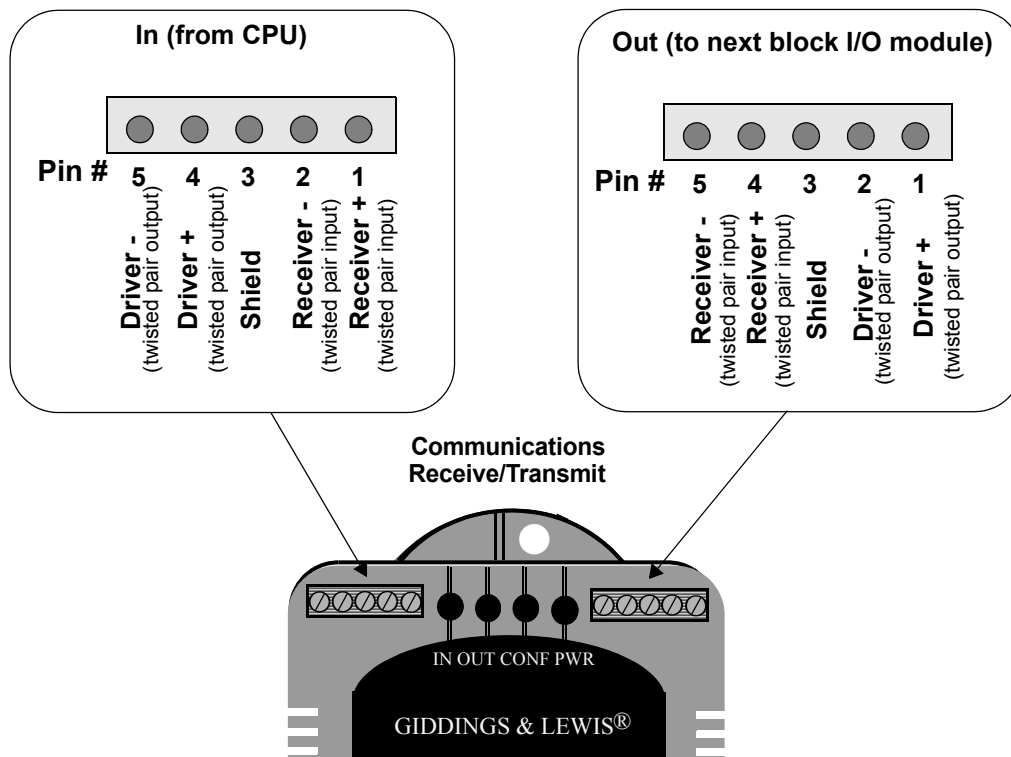 In (from CPU)
Pin # 5 4 3 2 1
Driver -
(twisted pair output)
Driver +
(twisted pair output)
Shield
Receiver -
(twisted pair input)
Receiver +
(twisted pair input)
Out (to next block I/O module)
Pin # 5 4 3 2 1
Receiver -
(twisted pair input)
Receiver +
(twisted pair input)
Shield
Driver -
(twisted pair output)
Driver +
(twisted pair output)
Communications
Receive/Transmit
IN OUT CONF PWR
GIDDINGS & LEWIS®